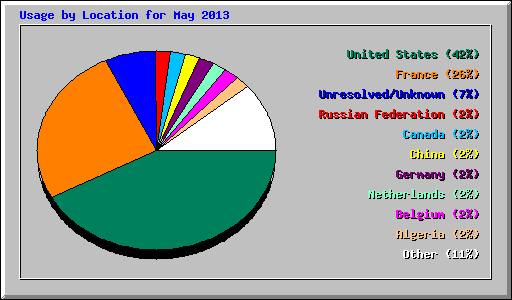 Usage by Location for May 2013
United States (42%)
France (26%)
Unresolved/Unknown (7%)
Russian Federation (2%)
Canada (2%)
China (2%)
Germany (2%)
Netherlands (2%)
Belgium (2%)
Algeria (2%)
Other (11%)